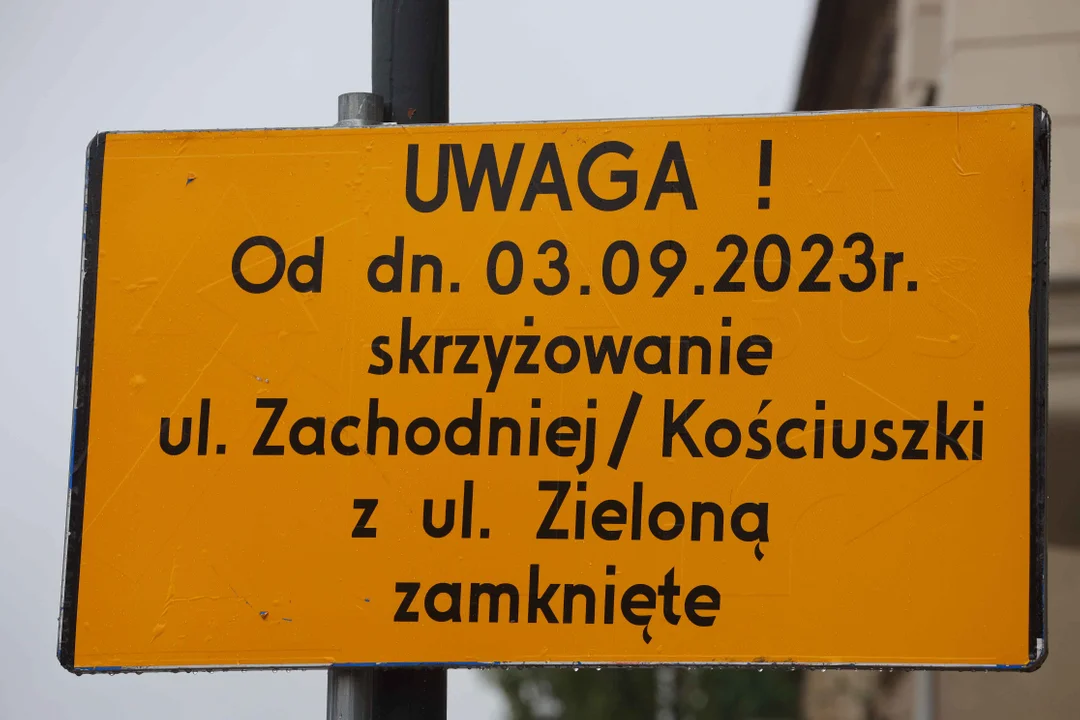 UWAGA !
Od dn. 03.09.2023r.
skrzyżowanie
ul. Zachodniej/Kościuszki
z ul. Zieloną
zamknięte